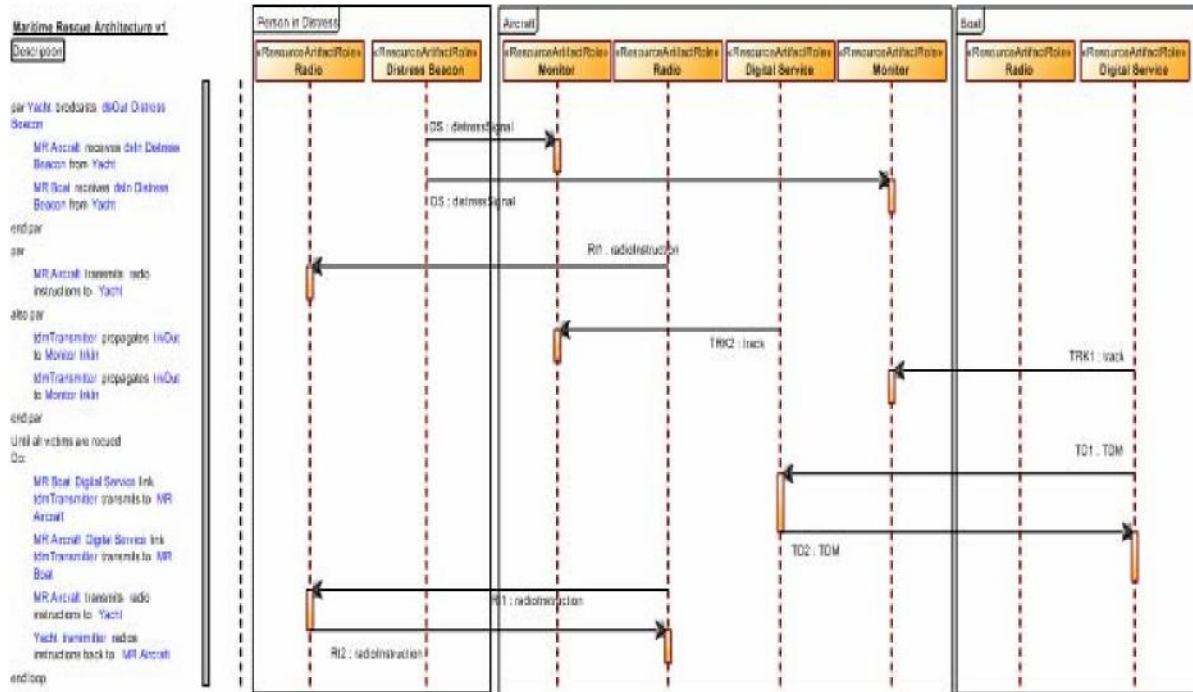 Maritime Rescue Architecture v1
Description
par Yacht brodcasts dsOut Distress
Beacon
MR Aircraft receives dsIn Distress
Beacon from Yacht
MR Boat receives dsIn Distress
Beacon from Yacht
end par
par
MR Aircraft transmits radio
instructions to Yacht
also par
tdmTransmitter propagates trkOut
to Monitor trkIn
tdmTransmitter propagates trkOut
to Monitor trkIn
end par
Until all victims are rocued
Do:
MR Boat Digital Service link
tdmTransmitter transmits to MR
Aircraft
MR Aircraft Digital Service link
tdmTransmitter transmits to MR
Boat
MR Aircraft transmits radio
instructions to Yacht
Yacht transmitter radios
instructions back to MR Aircraft
end loop
Person in Distress
«ResourceArtifactRole»
Radio
«ResourceArtifactRole»
Distress Beacon
Aircraft
«ResourceArtifactRole»
Monitor
«ResourceArtifactRole»
Radio
«ResourceArtifactRole»
Digital Service
«ResourceArtifactRole»
Monitor
Boat
«ResourceArtifactRole»
Radio
«ResourceArtifactRole»
Digital Service
DS : distressSignal
DS : distressSignal
RI1 : radioInstruction
TRK2 : track
TRK1 : track
TD1 : TDM
TD2 : TDM
RI1 : radioInstruction
RI2 : radioInstruction